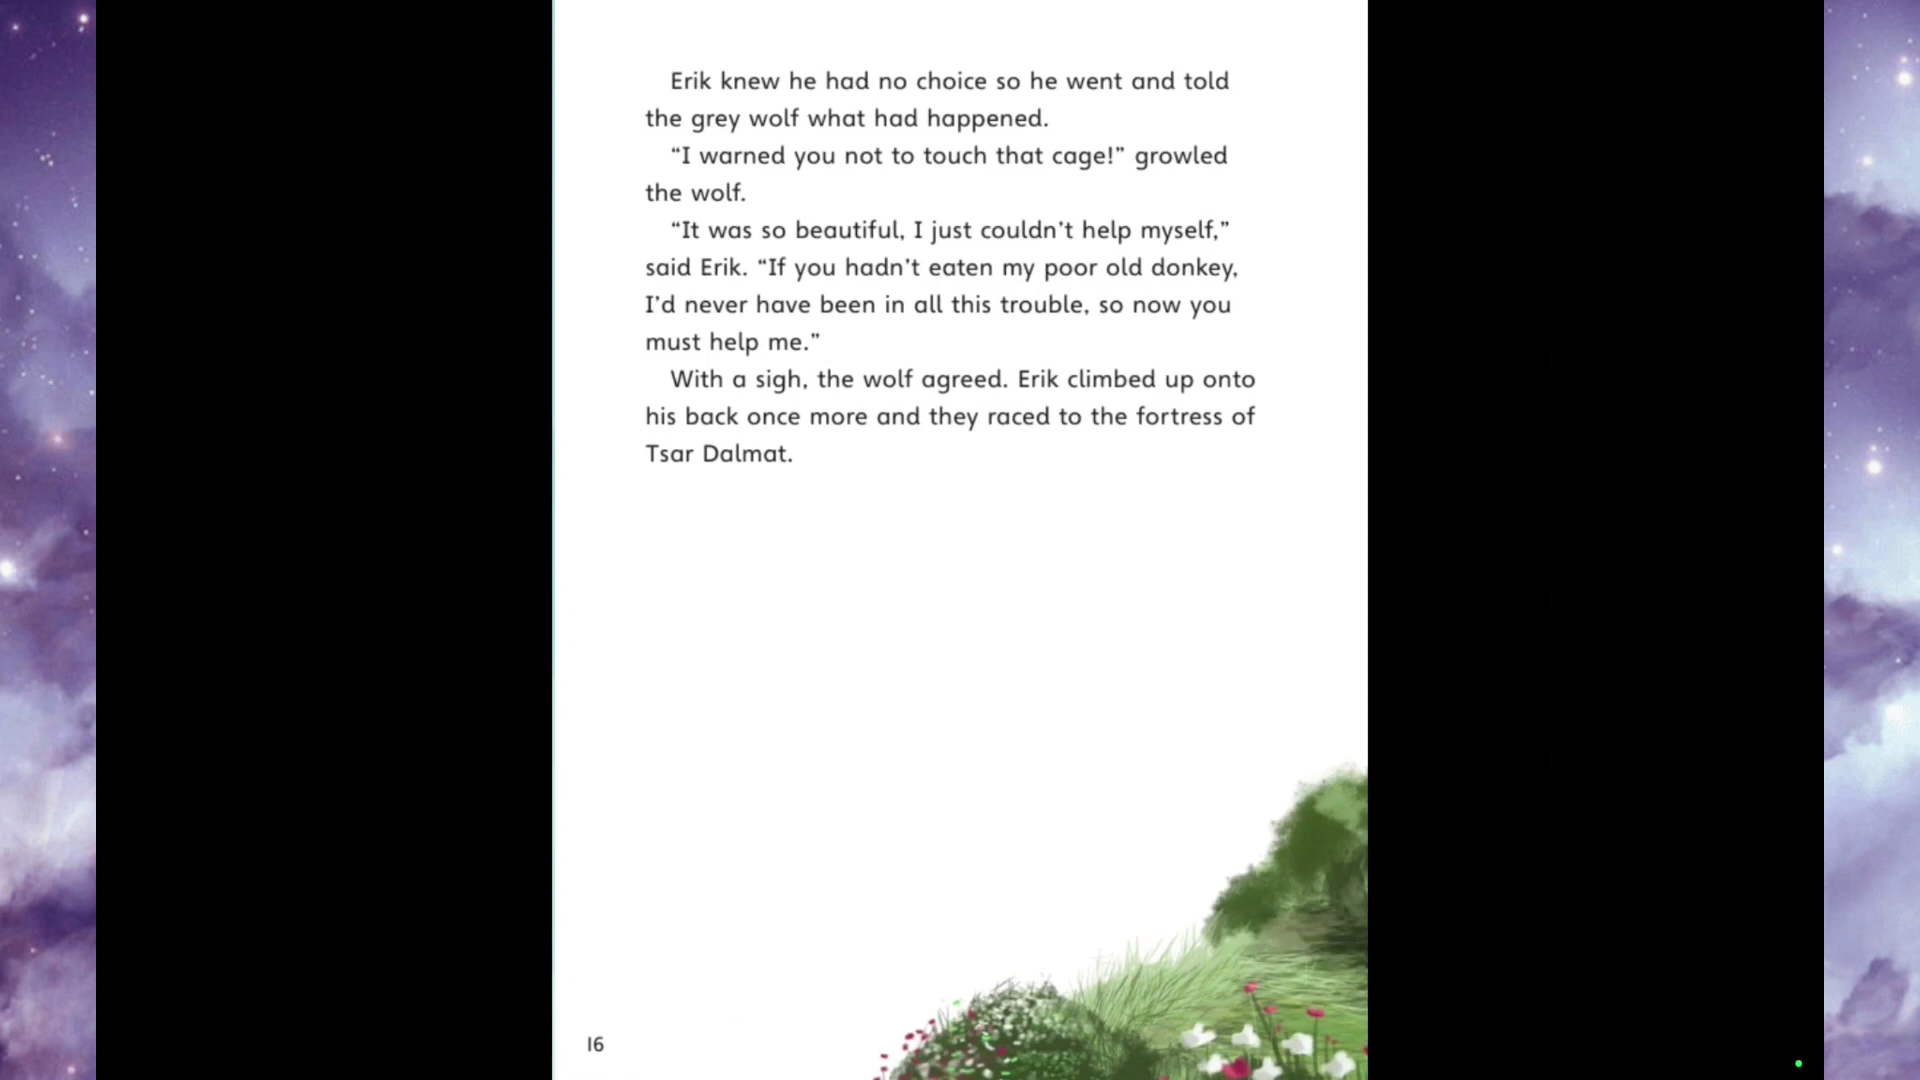 Erik knew he had no choice so he went and told
the grey wolf what had happened.
“I warned you not to touch that cage!” growled
the wolf.
“It was so beautiful, I just couldn’t help myself,”
said Erik. “If you hadn’t eaten my poor old donkey,
I’d never have been in all this trouble, so now you
must help me.”
With a sigh, the wolf agreed. Erik climbed up onto
his back once more and they raced to the fortress of
Tsar Dalmat.
16